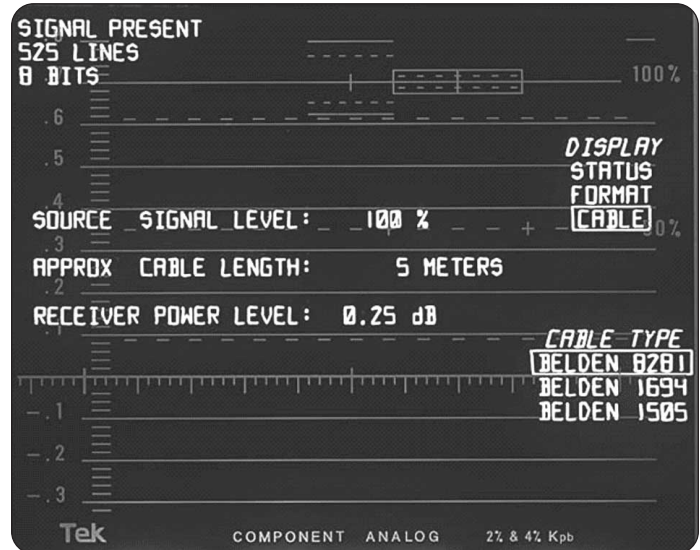 SIGNAL PRESENT
525 LINES
8 BITS
100%
.6
DISPLAY
.5
STATUS
FORMAT
.4
SOURCE SIGNAL LEVEL: 100 %
CABLE
.3
APPROX CABLE LENGTH: 5 METERS
.2
RECEIVER POWER LEVEL: 0.25 dB
.1
CABLE TYPE
BELDEN 8281
BELDEN 1694
BELDEN 1505
-.1
-.2
-.3
Tek COMPONENT ANALOG 2% & 4% Kpb